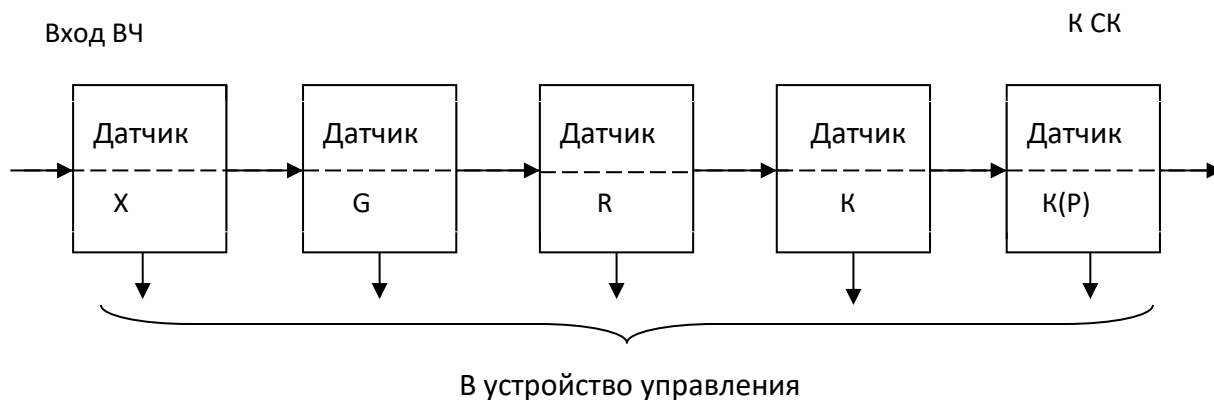 Вход ВЧ
К СК
Датчик
X
Датчик
G
Датчик
R
Датчик
К
Датчик
К(Р)
В устройство управления